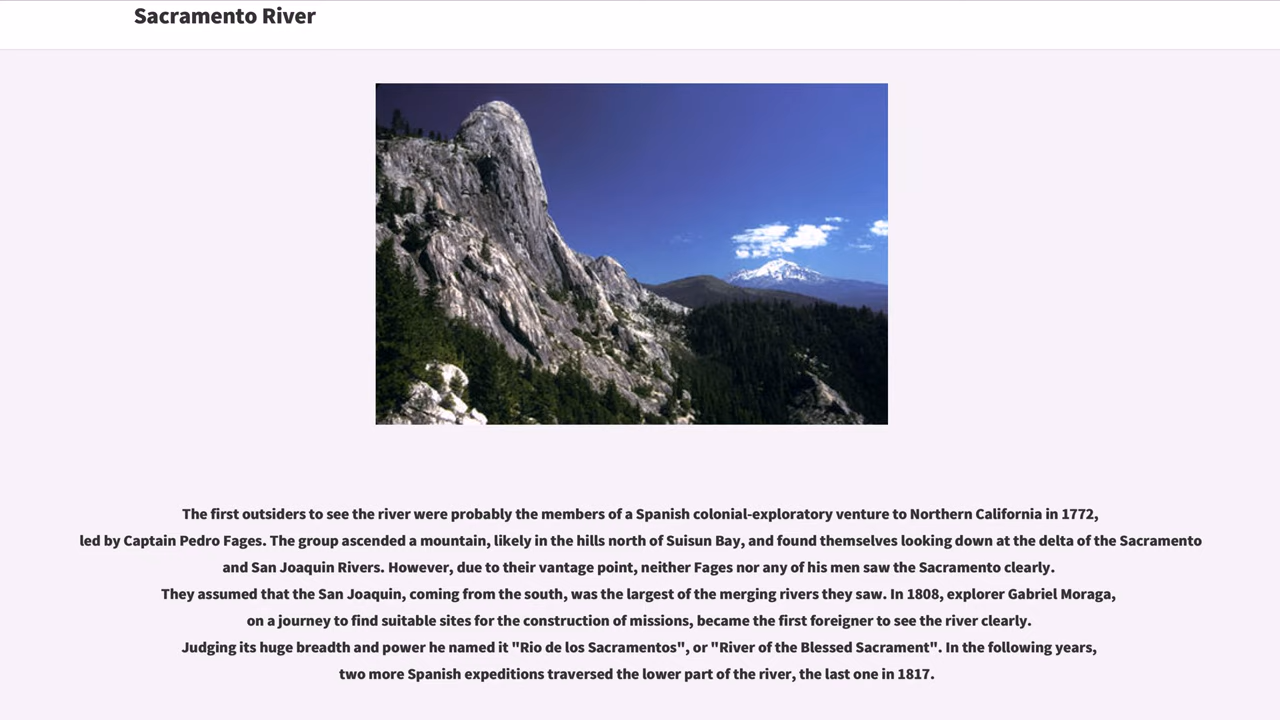 Sacramento River
The first outsiders to see the river were probably the members of a Spanish colonial-exploratory venture to Northern California in 1772,
led by Captain Pedro Fages. The group ascended a mountain, likely in the hills north of Suisun Bay, and found themselves looking down at the delta of the Sacramento
and San Joaquin Rivers. However, due to their vantage point, neither Fages nor any of his men saw the Sacramento clearly.
They assumed that the San Joaquin, coming from the south, was the largest of the merging rivers they saw. In 1808, explorer Gabriel Moraga,
on a journey to find suitable sites for the construction of missions, became the first foreigner to see the river clearly.
Judging its huge breadth and power he named it "Rio de los Sacramentos", or "River of the Blessed Sacrament". In the following years,
two more Spanish expeditions traversed the lower part of the river, the last one in 1817.